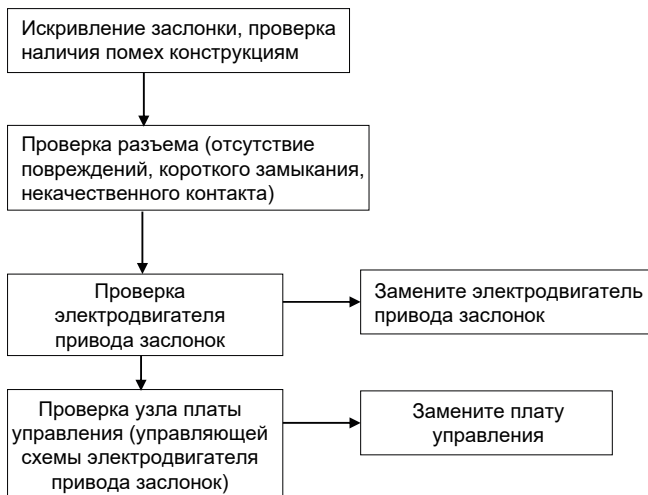 Искривление заслонки, проверка
наличия помех конструкциям
Проверка разъема (отсутствие
повреждений, короткого замыкания,
некачественного контакта)
Проверка
электродвигателя
привода заслонок
Замените электродвигатель
привода заслонок
Проверка узла платы
управления (управляющей
схемы электродвигателя
привода заслонок)
Замените плату
управления